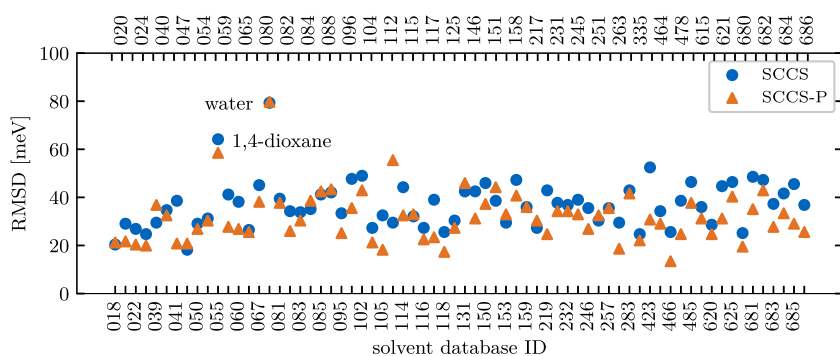 020 024 040 047 054 059 065 080 082 084 088 096 104 112 115 117 125 146 151 158 217 231 245 251 263 335 464 478 615 621 680 682 684 686
100
80
60
40
20
0
RMSD [meV]
SCCS
SCCS-P
water
1,4-dioxane
018 022 039 041 050 055 060 067 081 083 085 095 102 105 114 116 118 131 150 153 159 219 232 246 257 283 423 466 485 620 625 681 683 685
solvent database ID